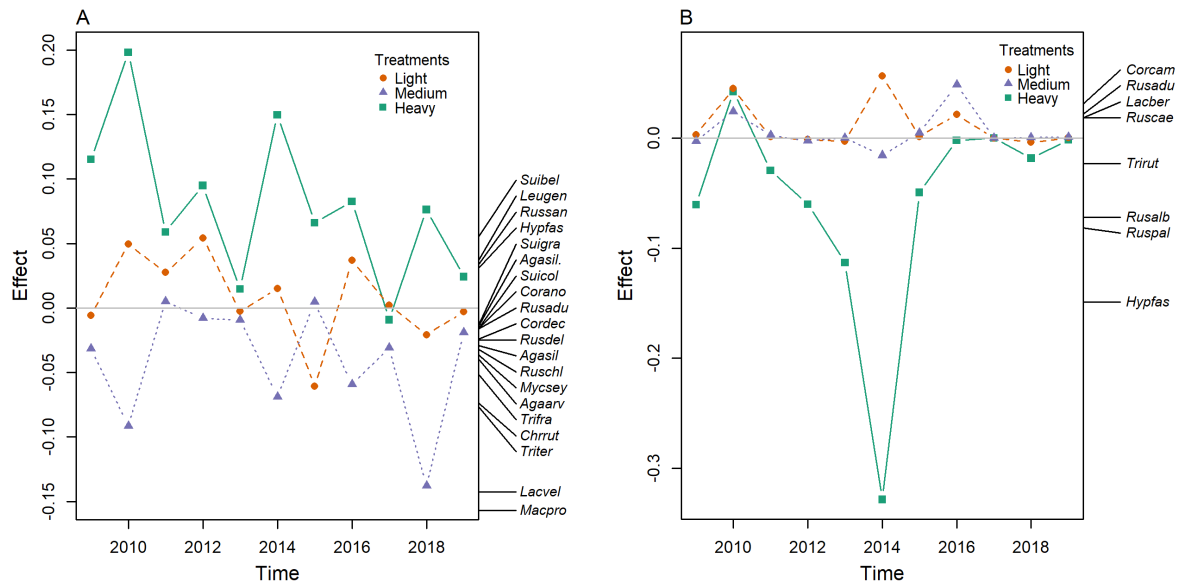 A
Treatments
Light
Medium
Heavy
0.20
0.15
0.10
0.05
0.00
-0.05
-0.10
-0.15
Effect
2010 2012 2014 2016 2018
Time
Suibel
Leugen
Russan
Hypfas
Suigra
Agasil.
Suicol
Corano
Rusadu
Cordec
Rusdel
Agasil
Ruschl
Mycsey
Agaarv
Trifra
Chrrut
Triter
Lacvel
Macpro
B
Treatments
Light
Medium
Heavy
0.0
-0.1
-0.2
-0.3
Effect
2010 2012 2014 2016 2018
Time
Corcam
Rusadu
Lacber
Ruscae
Trirut
Rusalb
Ruspal
Hypfas